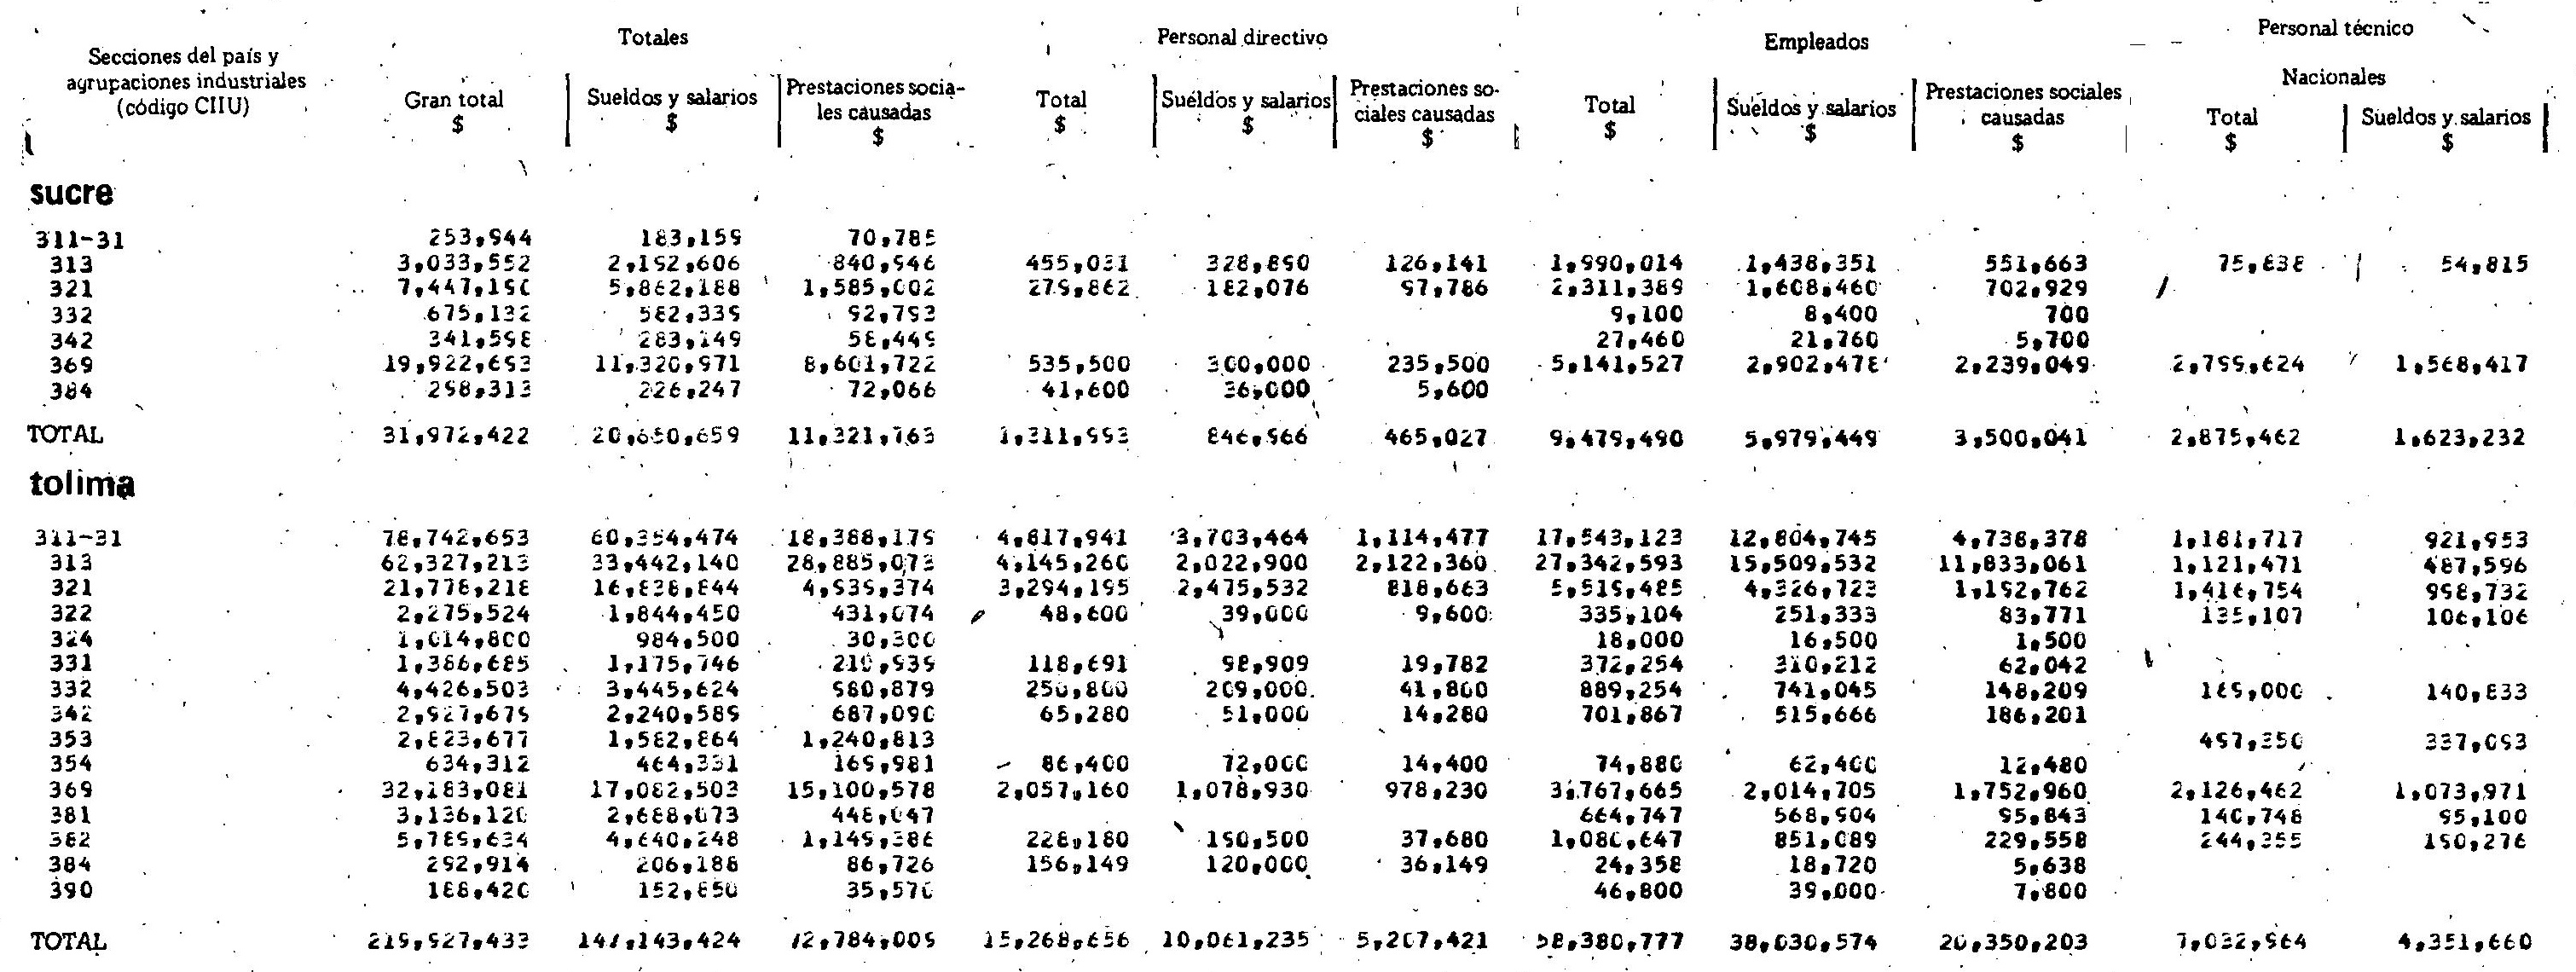 Totales Personal directivo Empleados Personal técnico
Secciones del país y agrupaciones industriales (código CIIU)
Nacionales
Gran total $ Sueldos y salarios $ Prestaciones sociales causadas $ Total $ Sueldos y salarios $ Prestaciones sociales causadas $ Total $ Sueldos y salarios $ Prestaciones sociales causadas $ Total $ Sueldos y salarios $
sucre
311-31 253,944 183,159 70,785
313 3,033,552 2,192,606 840,946 455,031 328,890 126,141 1,990,014 1,438,351 551,663 75,838 54,815
321 7,447,190 5,862,188 1,585,002 279,862 182,076 97,786 2,311,389 1,608,460 702,929
332 675,132 582,339 92,793 9,100 8,400 700
342 341,598 283,149 58,449 27,460 21,760 5,700
369 19,922,693 11,320,971 8,601,722 535,500 300,000 235,500 5,141,527 2,902,478 2,239,049 2,799,624 1,568,417
384 298,313 226,247 72,066 41,600 36,000 5,600
TOTAL 31,972,422 20,650,659 11,321,763 1,311,993 846,966 465,027 9,479,490 5,979,449 3,500,041 2,875,462 1,623,232
tolima
311-31 78,742,653 60,354,474 18,388,179 4,817,941 3,703,464 1,114,477 17,543,123 12,804,745 4,738,378 1,181,717 921,953
313 62,327,213 33,442,140 28,885,073 4,145,260 2,022,900 2,122,360 27,342,593 15,509,532 11,833,061 1,121,471 487,596
321 21,778,218 16,838,844 4,939,374 3,294,195 2,475,532 818,663 5,519,485 4,326,723 1,192,762 1,416,754 998,732
322 2,275,524 1,844,450 431,074 48,600 39,000 9,600 335,104 251,333 83,771 135,107 106,106
324 1,014,800 984,500 30,300 18,000 16,500 1,500
331 1,386,685 1,175,746 210,939 118,691 98,909 19,782 372,254 310,212 62,042
332 4,426,503 3,445,624 980,879 250,800 209,000 41,800 889,254 741,045 148,209 169,000 140,833
342 2,927,679 2,240,589 687,090 65,280 51,000 14,280 701,867 515,666 186,201
353 2,823,677 1,582,864 1,240,813 497,350 337,093
354 634,312 464,331 169,981 86,400 72,000 14,400 74,880 62,400 12,480
369 32,183,081 17,082,503 15,100,578 2,057,160 1,078,930 978,230 3,767,665 2,014,705 1,752,960 2,126,462 1,073,971
381 3,136,120 2,688,073 448,047 664,747 568,904 95,843 140,748 95,100
382 5,789,634 4,640,248 1,149,386 228,180 190,500 37,680 1,080,647 851,089 229,558 244,355 190,276
384 292,914 206,188 86,726 156,149 120,000 36,149 24,358 18,720 5,638
390 188,420 152,850 35,570 46,800 39,000 7,800
TOTAL 219,927,433 147,143,424 72,784,009 15,268,656 10,061,235 5,207,421 58,380,777 38,030,574 20,350,203 7,032,964 4,351,660